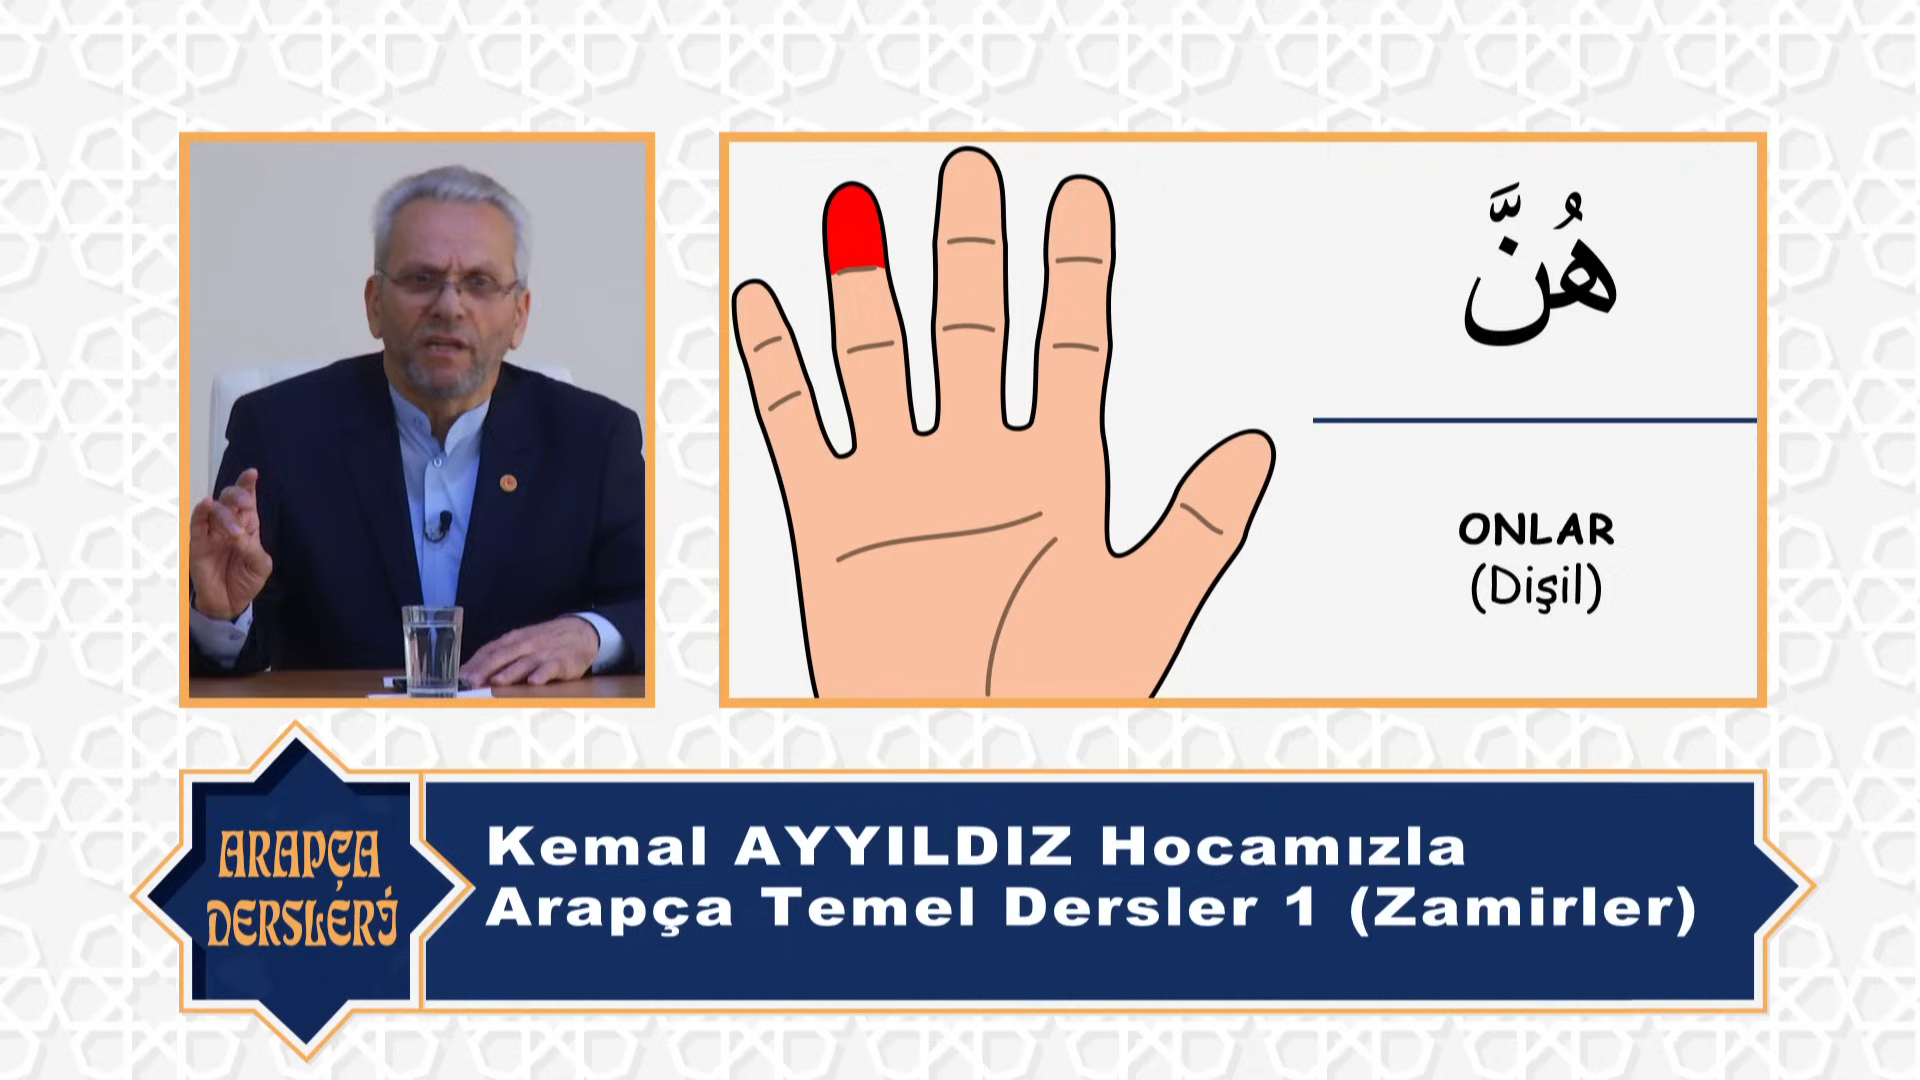 هُنَّ
ONLAR
(Dişil)
ARAPÇA
DERSLERİ
Kemal AYYILDIZ Hocamızla
Arapça Temel Dersler 1 (Zamirler)